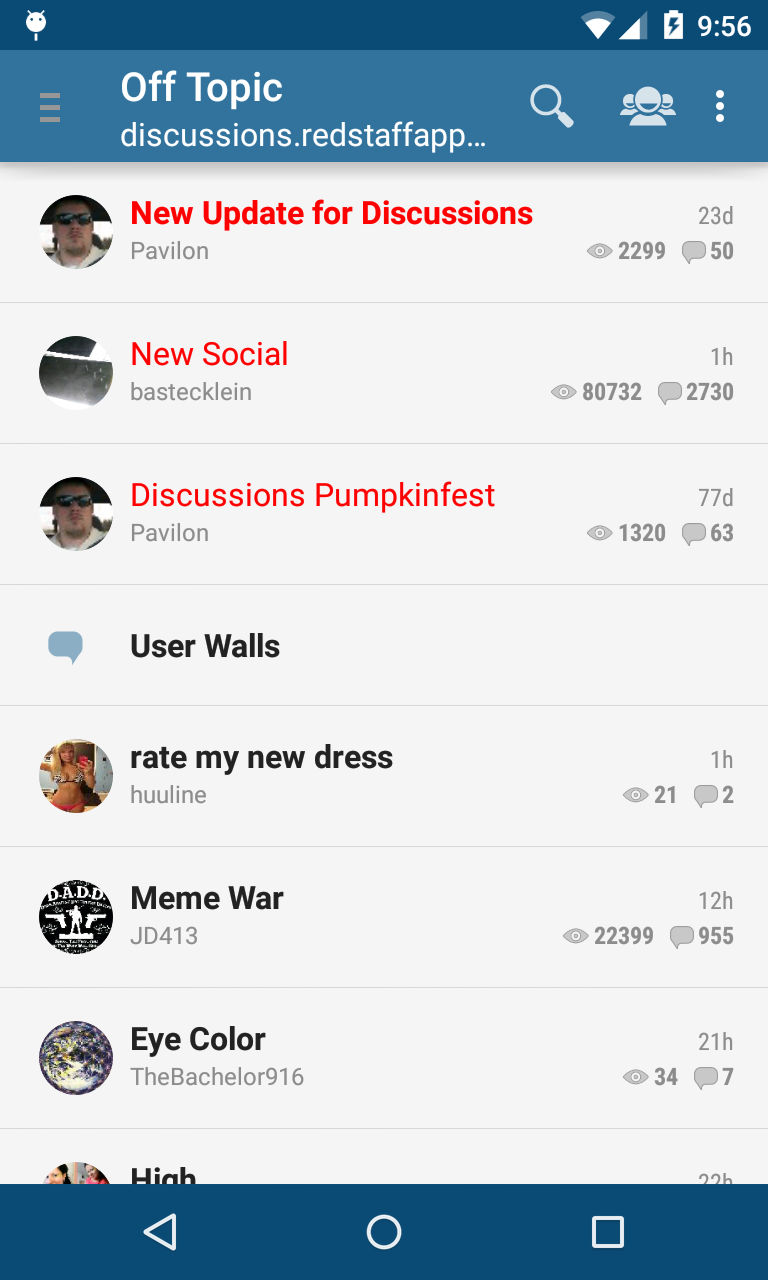 9:56
Off Topic
discussions.redstaffapp…
New Update for Discussions
23d
Pavilon
2299 50
New Social
1h
bastecklein
80732 2730
Discussions Pumpkinfest
77d
Pavilon
1320 63
User Walls
rate my new dress
1h
huuline
21 2
D.A.D.D.
Meme War
12h
JD413
22399 955
Eye Color
21h
TheBachelor916
34 7
High
22h